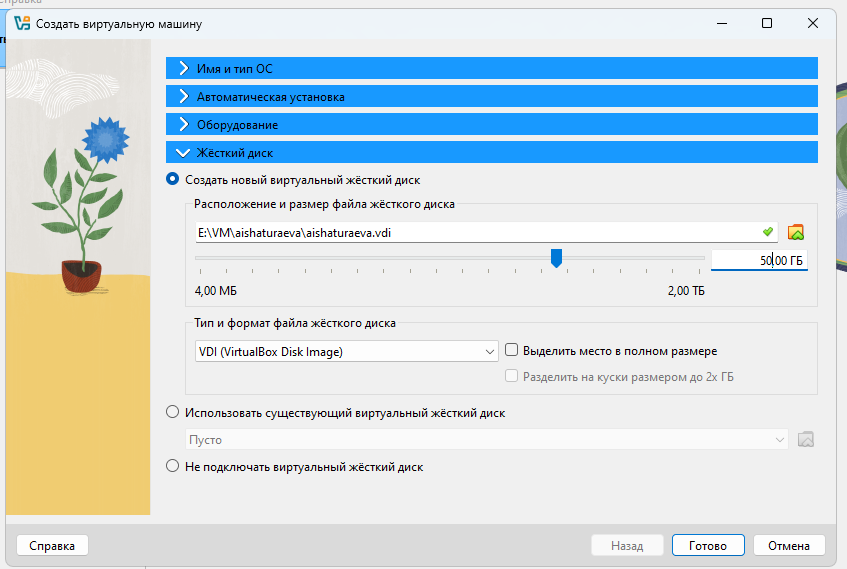 Справка
Создать виртуальную машину
Имя и тип ОС
Автоматическая установка
Оборудование
Жёсткий диск
Создать новый виртуальный жёсткий диск
Расположение и размер файла жёсткого диска
E:\VM\aishaturaeva\aishaturaeva.vdi
50,00 ГБ
4,00 МБ
2,00 ТБ
Тип и формат файла жёсткого диска
VDI (VirtualBox Disk Image)
Выделить место в полном размере
Разделить на куски размером до 2х ГБ
Использовать существующий виртуальный жёсткий диск
Пусто
Не подключать виртуальный жёсткий диск
Справка
Назад
Готово
Отмена